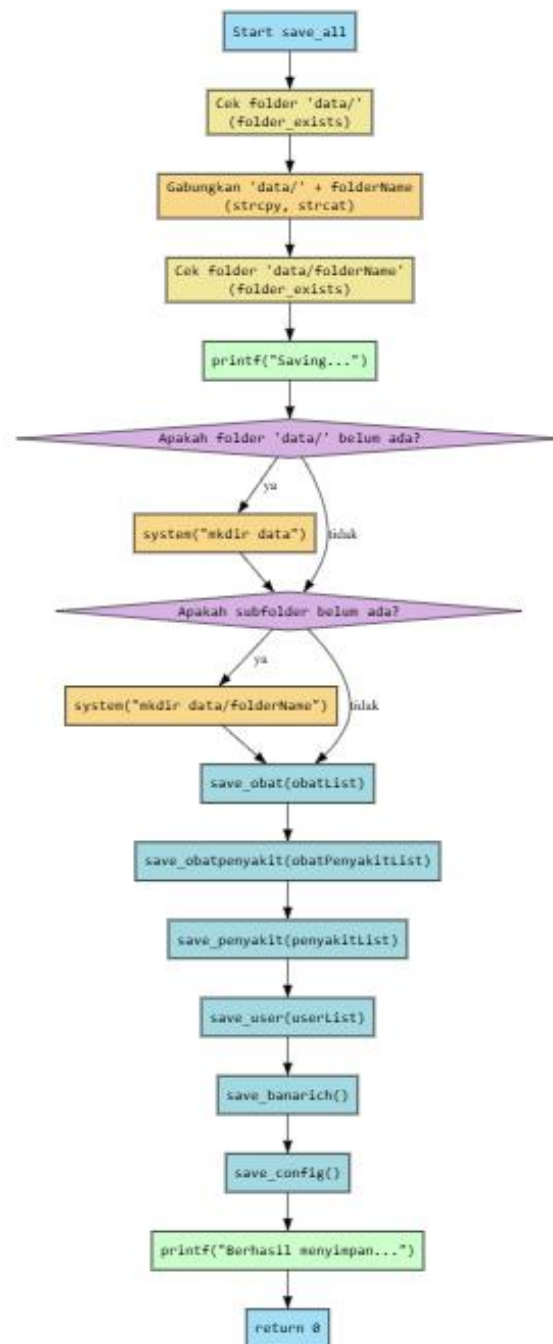 Start save_all
Cek folder 'data/'
(folder_exists)
Gabungkan 'data/' + folderName
(strcpy, strcat)
Cek folder 'data/folderName'
(folder_exists)
printf("Saving...")
Apakah folder 'data/' belum ada?
ya
system("mkdir data")
tidak
Apakah subfolder belum ada?
ya
system("mkdir data/folderName")
tidak
save_obat(obatList)
save_obatpenyakit(obatPenyakitList)
save_penyakit(penyakitList)
save_user(userList)
save_banarich()
save_config()
printf("Berhasil menyimpan...")
return 0